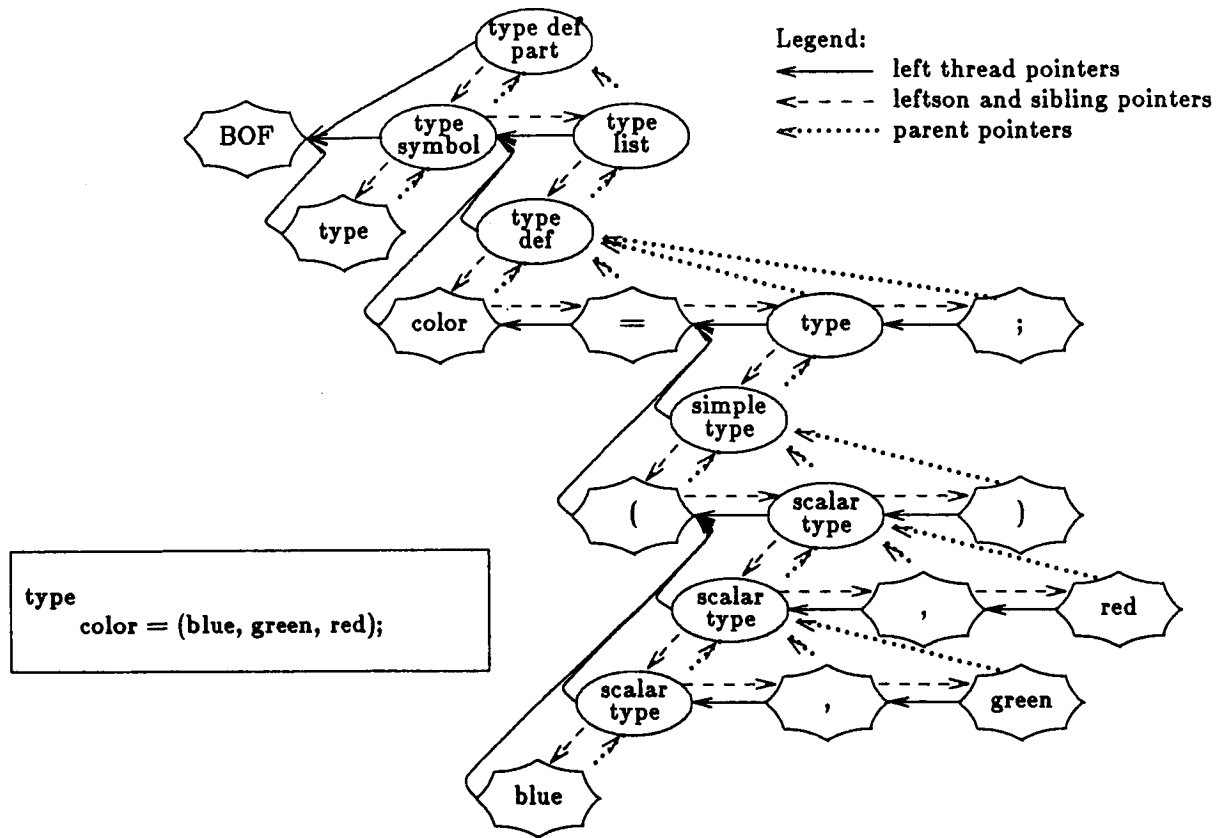 type def
part
Legend:
left thread pointers
leftson and sibling pointers
parent pointers
BOF
type
symbol
type
list
type
type
def
color
=
type
;
simple
type
(
scalar
type
)
scalar
type
,
red
type
color = (blue, green, red);
scalar
type
,
green
blue